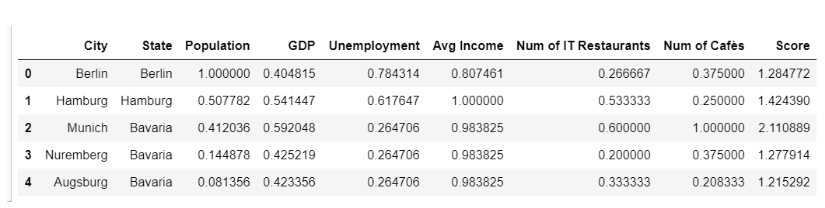 City State Population GDP Unemployment Avg Income Num of IT Restaurants Num of Cafès Score
0 Berlin Berlin 1.000000 0.404815 0.784314 0.807461 0.266667 0.375000 1.284772
1 Hamburg Hamburg 0.507782 0.541447 0.617647 1.000000 0.533333 0.250000 1.424390
2 Munich Bavaria 0.412036 0.592048 0.264706 0.983825 0.600000 1.000000 2.110889
3 Nuremberg Bavaria 0.144878 0.425219 0.264706 0.983825 0.200000 0.375000 1.277914
4 Augsburg Bavaria 0.081356 0.423356 0.264706 0.983825 0.333333 0.208333 1.215292